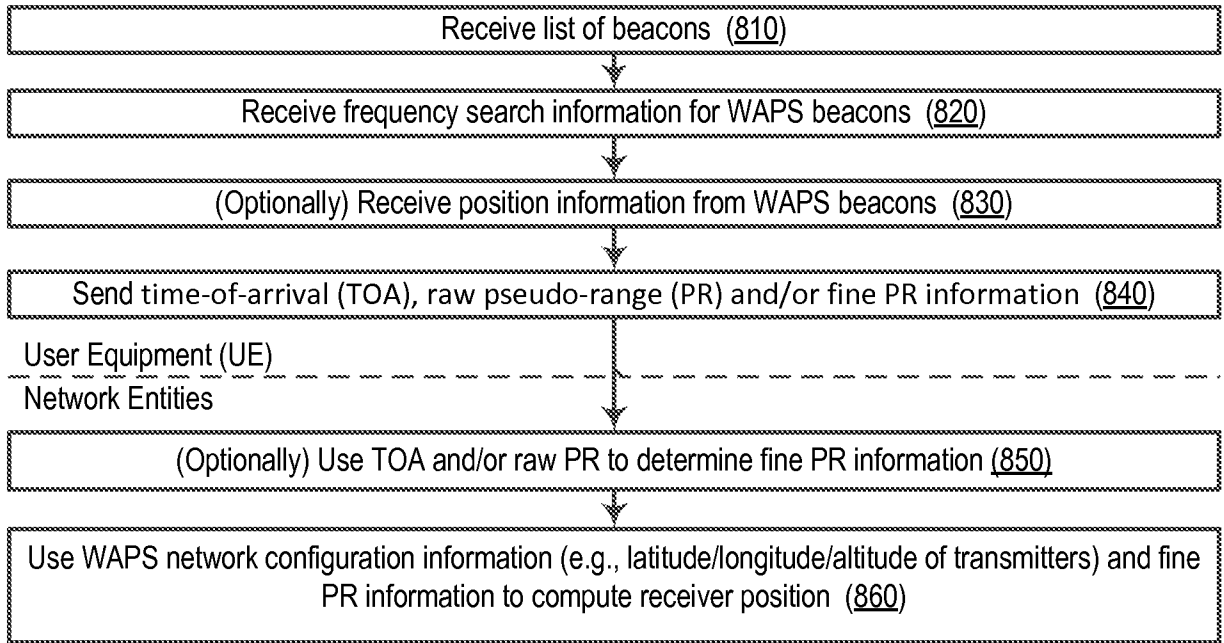 Receive list of beacons (810)
Receive frequency search information for WAPS beacons (820)
(Optionally) Receive position information from WAPS beacons (830)
Send time-of-arrival (TOA), raw pseudo-range (PR) and/or fine PR information (840)
User Equipment (UE)
Network Entities
(Optionally) Use TOA and/or raw PR to determine fine PR information (850)
Use WAPS network configuration information (e.g., latitude/longitude/altitude of transmitters) and fine
PR information to compute receiver position (860)